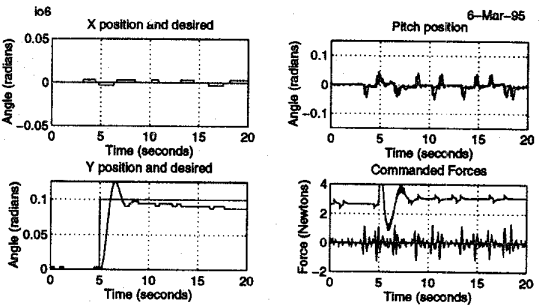 io6
6-Mar-95
X position and desired
0.05
0
-0.05
Angle (radians)
0 5 10 15 20
Time (seconds)
Pitch position
0.1
0
-0.1
Angle (radians)
0 5 10 15 20
Time (seconds)
Y position and desired
0.1
0.05
0
Angle (radians)
0 5 10 15 20
Time (seconds)
Commanded Forces
4
2
0
-2
Force (Newtons)
0 5 10 15 20
Time (seconds)